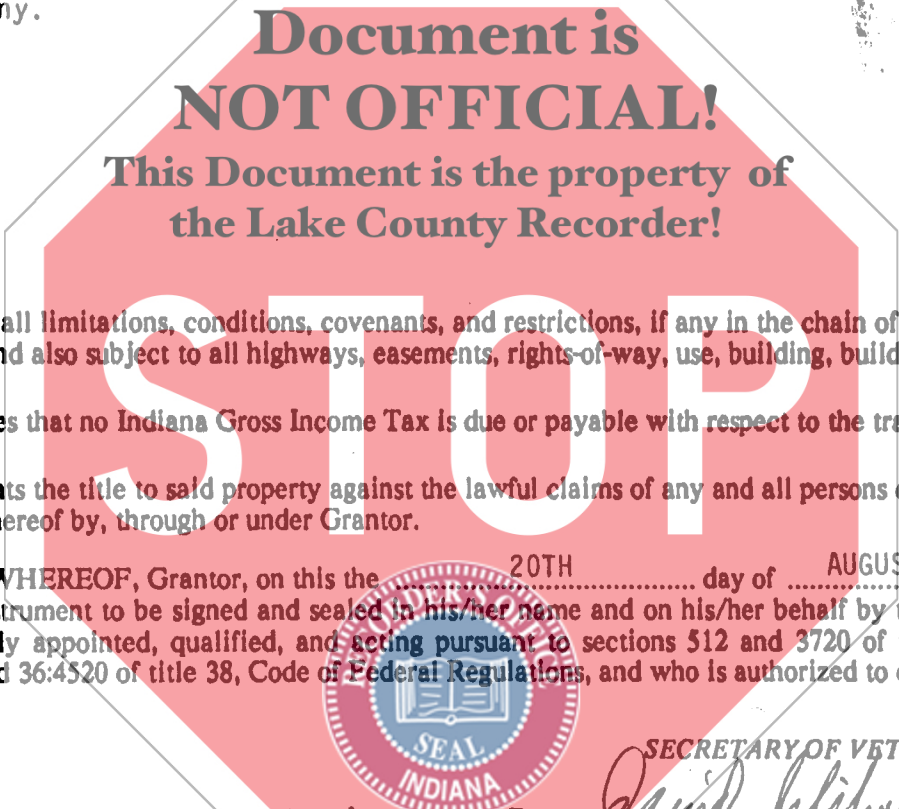 ny.
Document is
NOT OFFICIAL!
This Document is the property of
the Lake County Recorder!
STOP
all limitations, conditions, covenants, and restrictions, if any in the chain of
nd also subject to all highways, easements, rights-of-way, use, building, build
es that no Indiana Gross Income Tax is due or payable with respect to the tra
nts the title to said property against the lawful claims of any and all persons
ereof by, through or under Grantor.
WHEREOF, Grantor, on this the 20TH day of AUGUS
trument to be signed and sealed in his/her name and on his/her behalf by
ly appointed, qualified, and acting pursuant to sections 512 and 3720 of
d 36:4520 of title 38, Code of Federal Regulations, and who is authorized to
RECORDER'S OFFICE
SEAL
INDIANA
SECRETARY OF VET